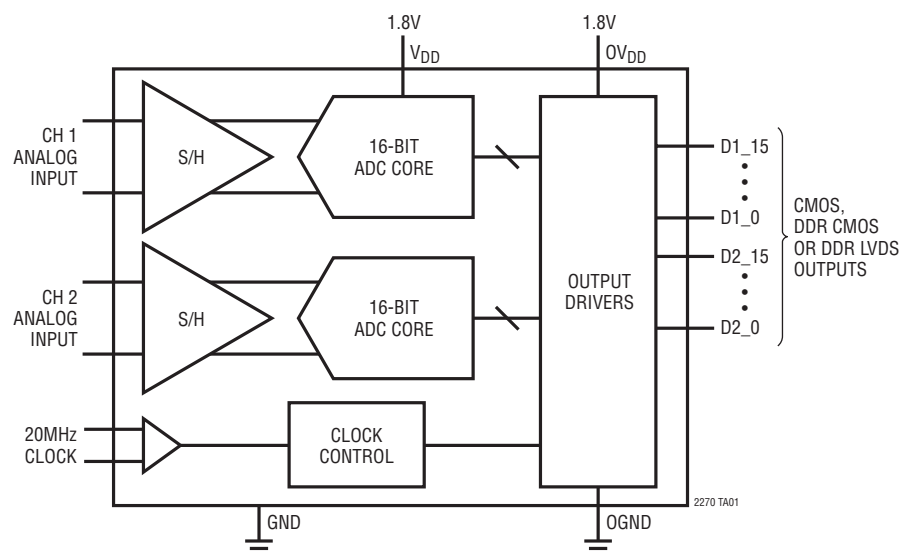 1.8V
1.8V
VDD
OVDD
CH 1
ANALOG
INPUT
S/H
16-BIT
ADC CORE
D1_15
D1_0
CH 2
ANALOG
INPUT
S/H
16-BIT
ADC CORE
OUTPUT
DRIVERS
D2_15
D2_0
CMOS,
DDR CMOS
OR DDR LVDS
OUTPUTS
20MHz
CLOCK
CLOCK
CONTROL
2270 TA01
GND
OGND